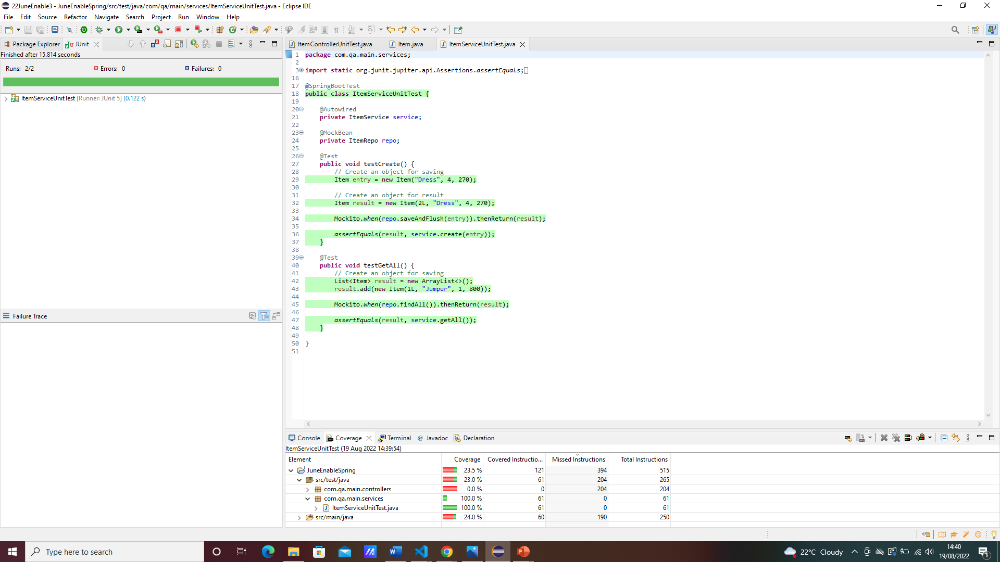 22JuneEnable3 - JuneEnableSpring/src/test/java/com/qa/main/services/ItemServiceUnitTest.java - Eclipse IDE
File Edit Source Refactor Navigate Search Project Run Window Help
Package Explorer JUnit
Finished after 15.814 seconds
Runs: 2/2 Errors: 0 Failures: 0
ItemServiceUnitTest [Runner: JUnit 5] (0.122 s)
Failure Trace
ItemControllerUnitTest.java Item.java ItemServiceUnitTest.java
1 package com.qa.main.services;
2
3 import static org.junit.jupiter.api.Assertions.assertEquals;
16
17 @SpringBootTest
18 public class ItemServiceUnitTest {
19
20 @Autowired
21 private ItemService service;
22
23 @MockBean
24 private ItemRepo repo;
25
26 @Test
27 public void testCreate() {
28 // Create an object for saving
29 Item entry = new Item("Dress", 4, 270);
30
31 // Create an object for result
32 Item result = new Item(2L, "Dress", 4, 270);
33
34 Mockito.when(repo.saveAndFlush(entry)).thenReturn(result);
35
36 assertEquals(result, service.create(entry));
37 }
38
39 @Test
40 public void testGetAll() {
41 // Create an object for saving
42 List<Item> result = new ArrayList<>();
43 result.add(new Item(1L, "Jumper", 1, 800));
44
45 Mockito.when(repo.findAll()).thenReturn(result);
46
47 assertEquals(result, service.getAll());
48 }
49
50 }
51
Console Coverage Terminal @ Javadoc Declaration
ItemServiceUnitTest (19 Aug 2022 14:39:54)
Element Coverage Covered Instructio... Missed Instructions Total Instructions
JuneEnableSpring 23.5 % 121 394 515
src/test/java 23.0 % 61 204 265
com.qa.main.controllers 0.0 % 0 204 204
com.qa.main.services 100.0 % 61 0 61
ItemServiceUnitTest.java 100.0 % 61 0 61
src/main/java 24.0 % 60 190 250
Type here to search
22°C Cloudy
14:40
19/08/2022
1